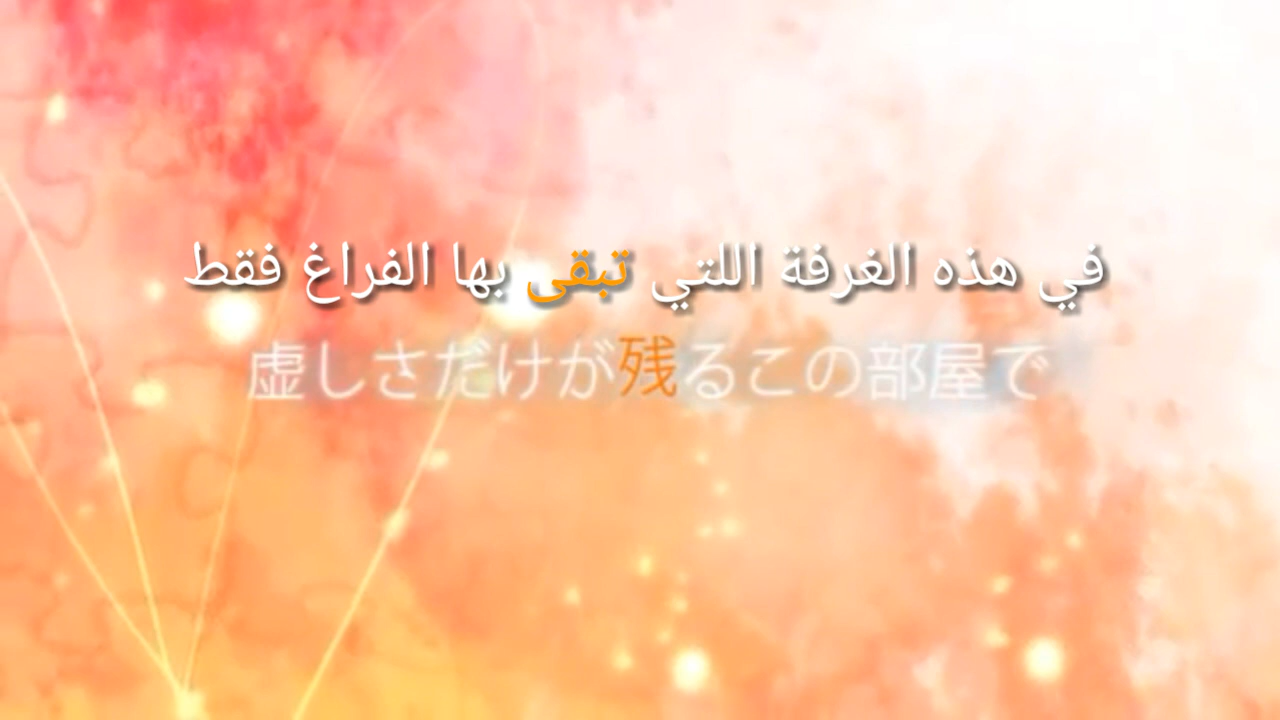 في هذه الغرفة اللتي تبقى بها الفراغ فقط
虚しさだけが残るこの部屋で